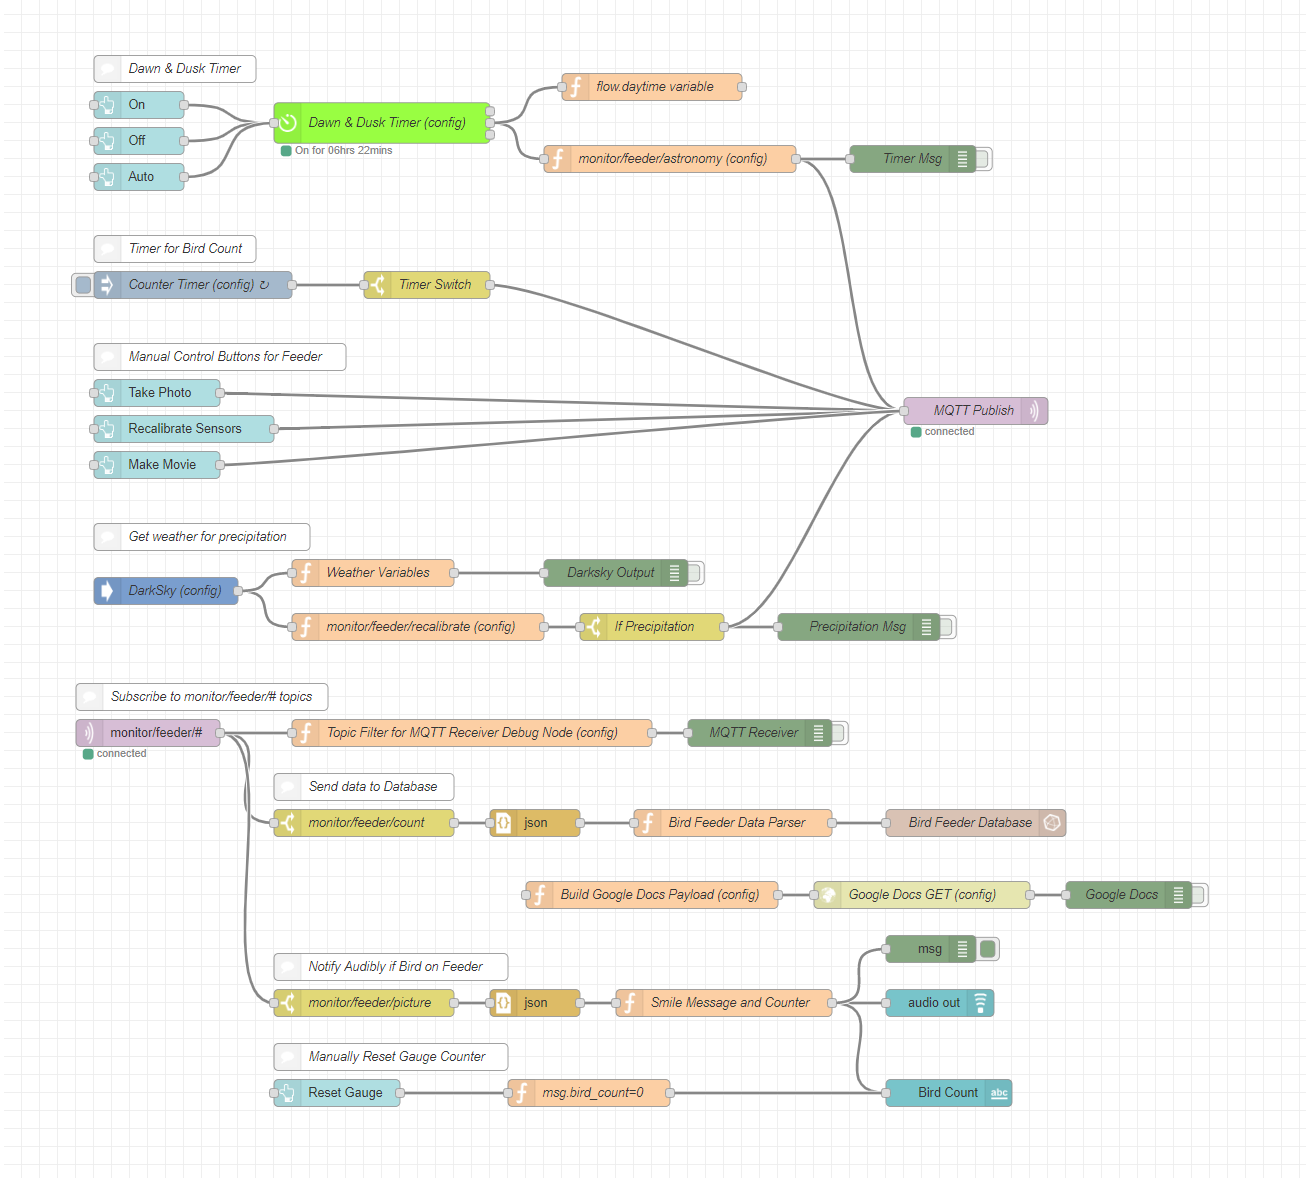 Dawn & Dusk Timer
On
Off
Auto
Dawn & Dusk Timer (config)
On for 06hrs 22mins
flow.daytime variable
monitor/feeder/astronomy (config)
Timer Msg
Timer for Bird Count
Counter Timer (config) ↻
Timer Switch
Manual Control Buttons for Feeder
Take Photo
Recalibrate Sensors
Make Movie
MQTT Publish
connected
Get weather for precipitation
DarkSky (config)
Weather Variables
Darksky Output
monitor/feeder/recalibrate (config)
If Precipitation
Precipitation Msg
Subscribe to monitor/feeder/# topics
monitor/feeder/#
connected
Topic Filter for MQTT Receiver Debug Node (config)
MQTT Receiver
Send data to Database
monitor/feeder/count
json
Bird Feeder Data Parser
Bird Feeder Database
Build Google Docs Payload (config)
Google Docs GET (config)
Google Docs
msg
Notify Audibly if Bird on Feeder
monitor/feeder/picture
json
Smile Message and Counter
audio out
Manually Reset Gauge Counter
Reset Gauge
msg.bird_count=0
Bird Count
abc